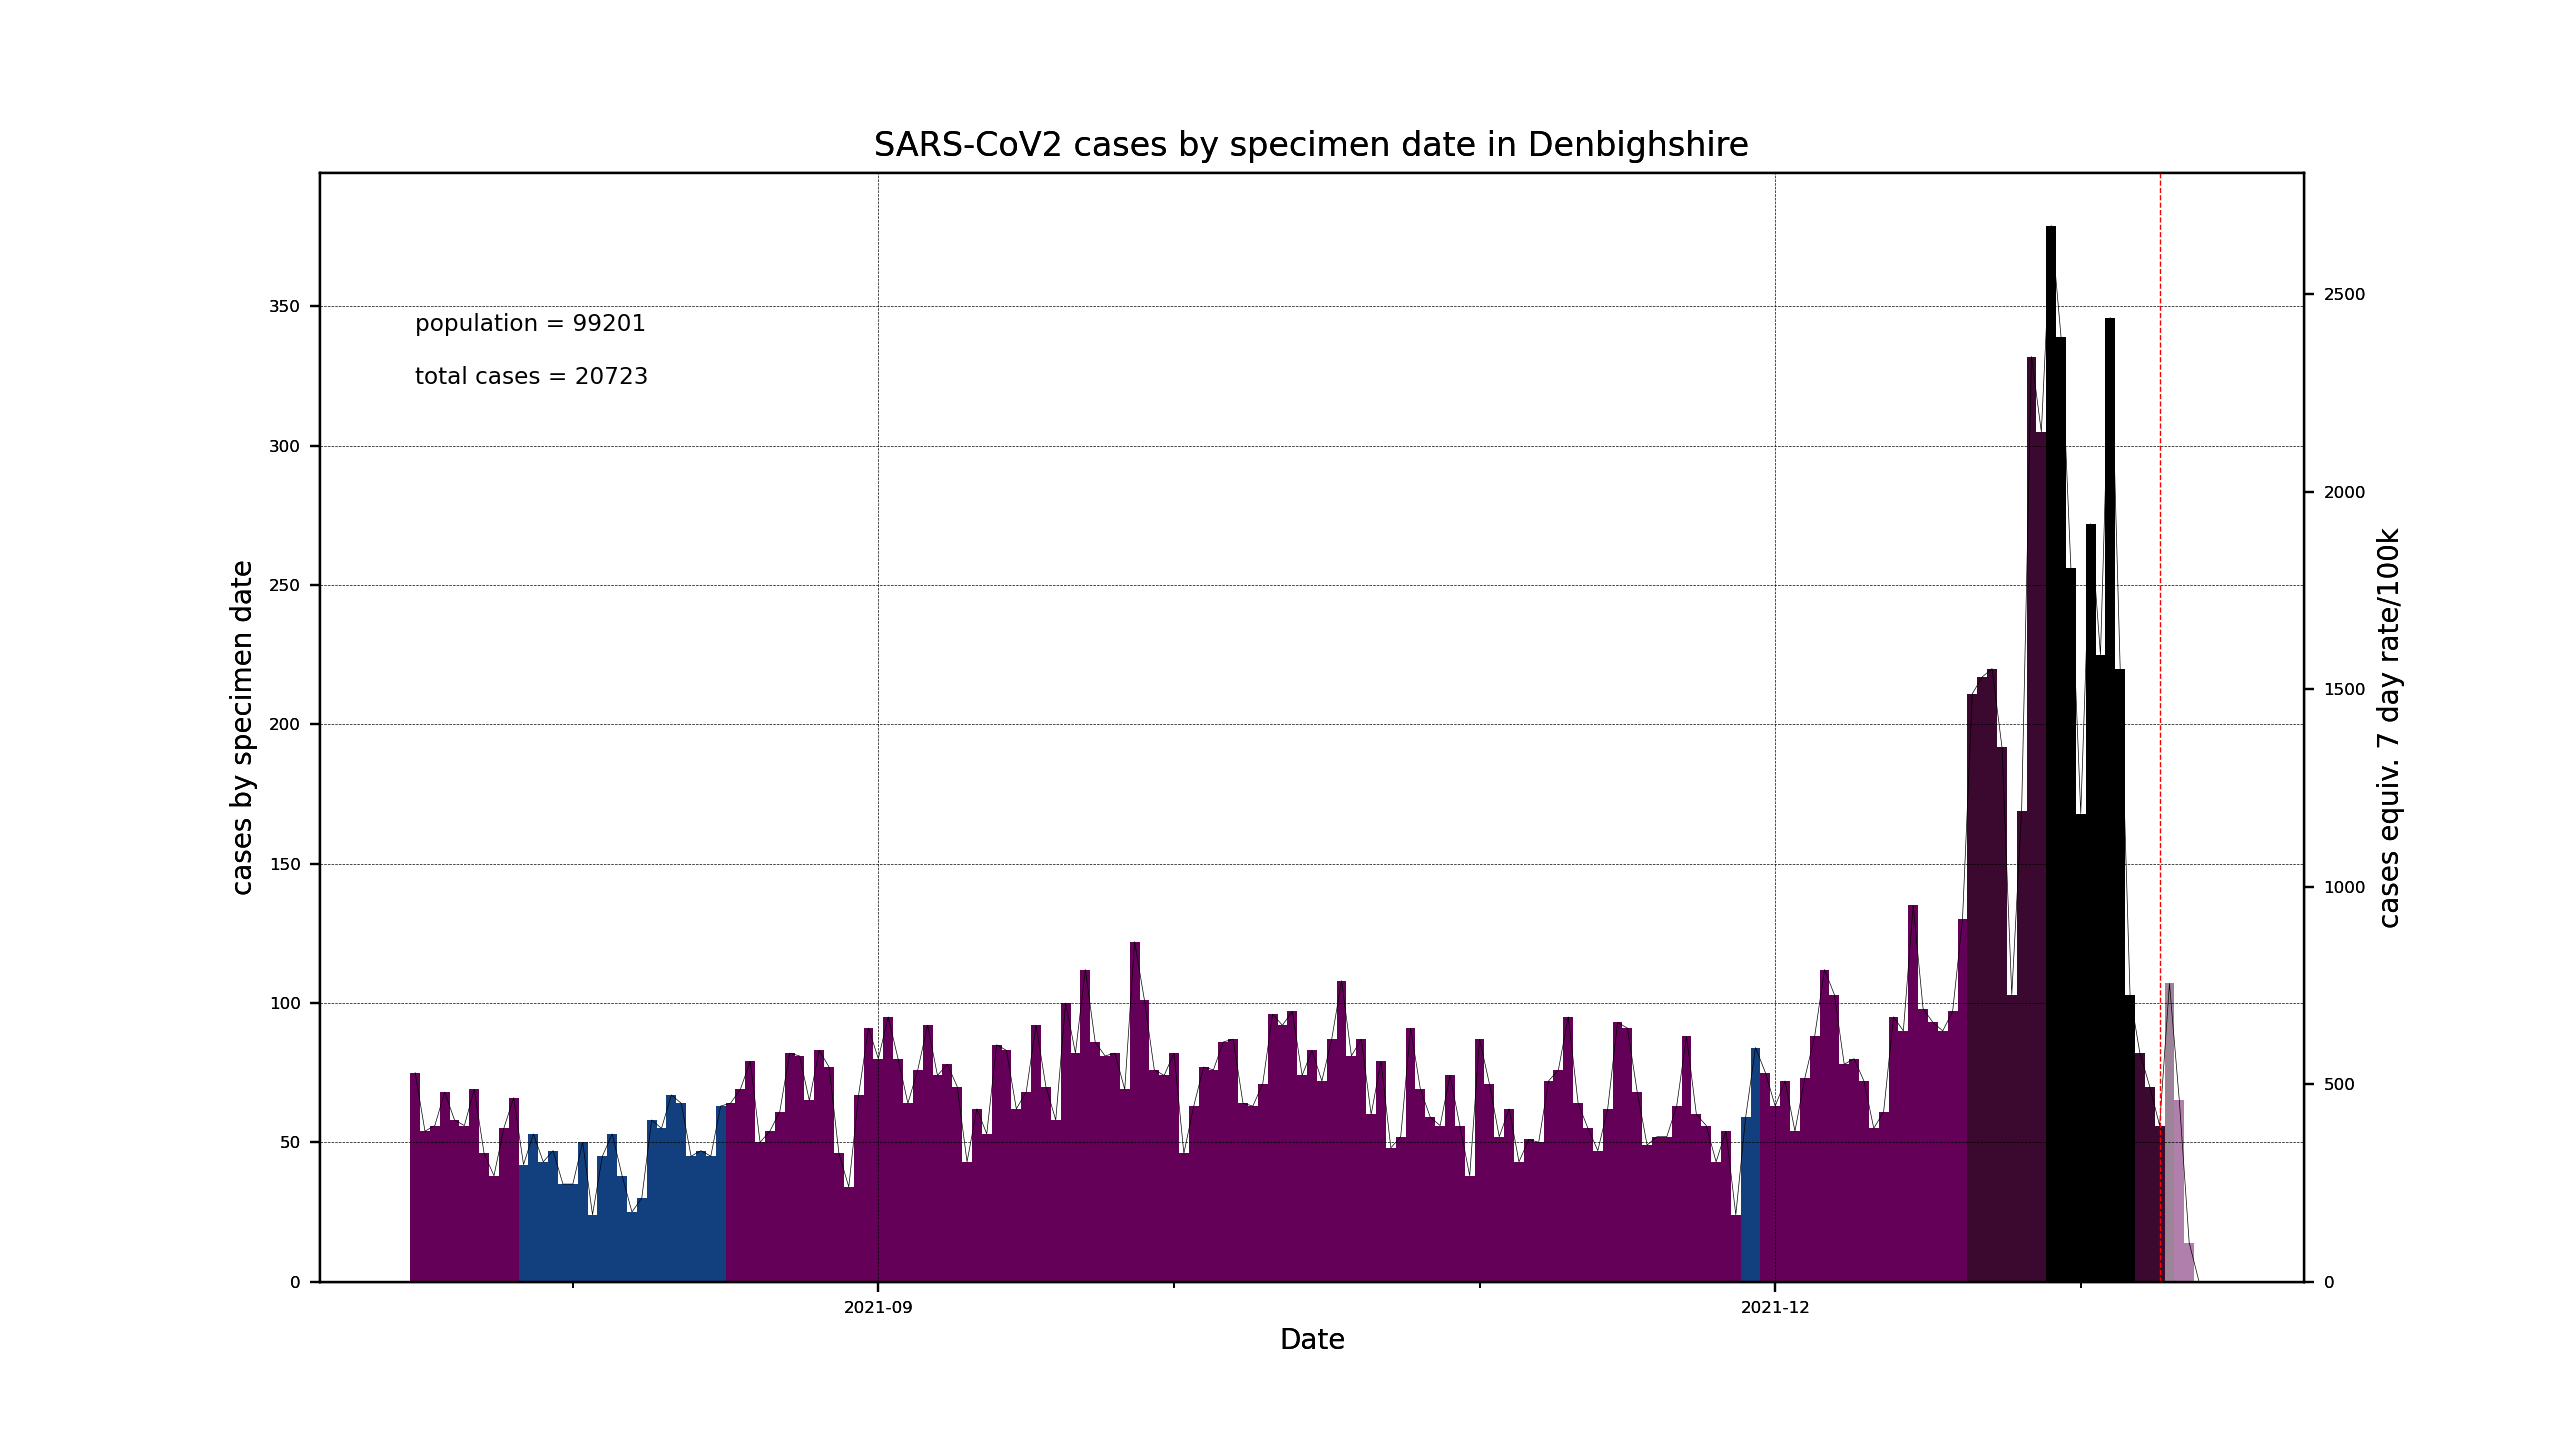 SARS-CoV2 cases by specimen date in Denbighshire
population = 99201
total cases = 20723
cases by specimen date
350
300
250
200
150
100
50
0
2500
2000
1500
1000
500
0
cases equiv. 7 day rate/100k
2021-09
2021-12
Date